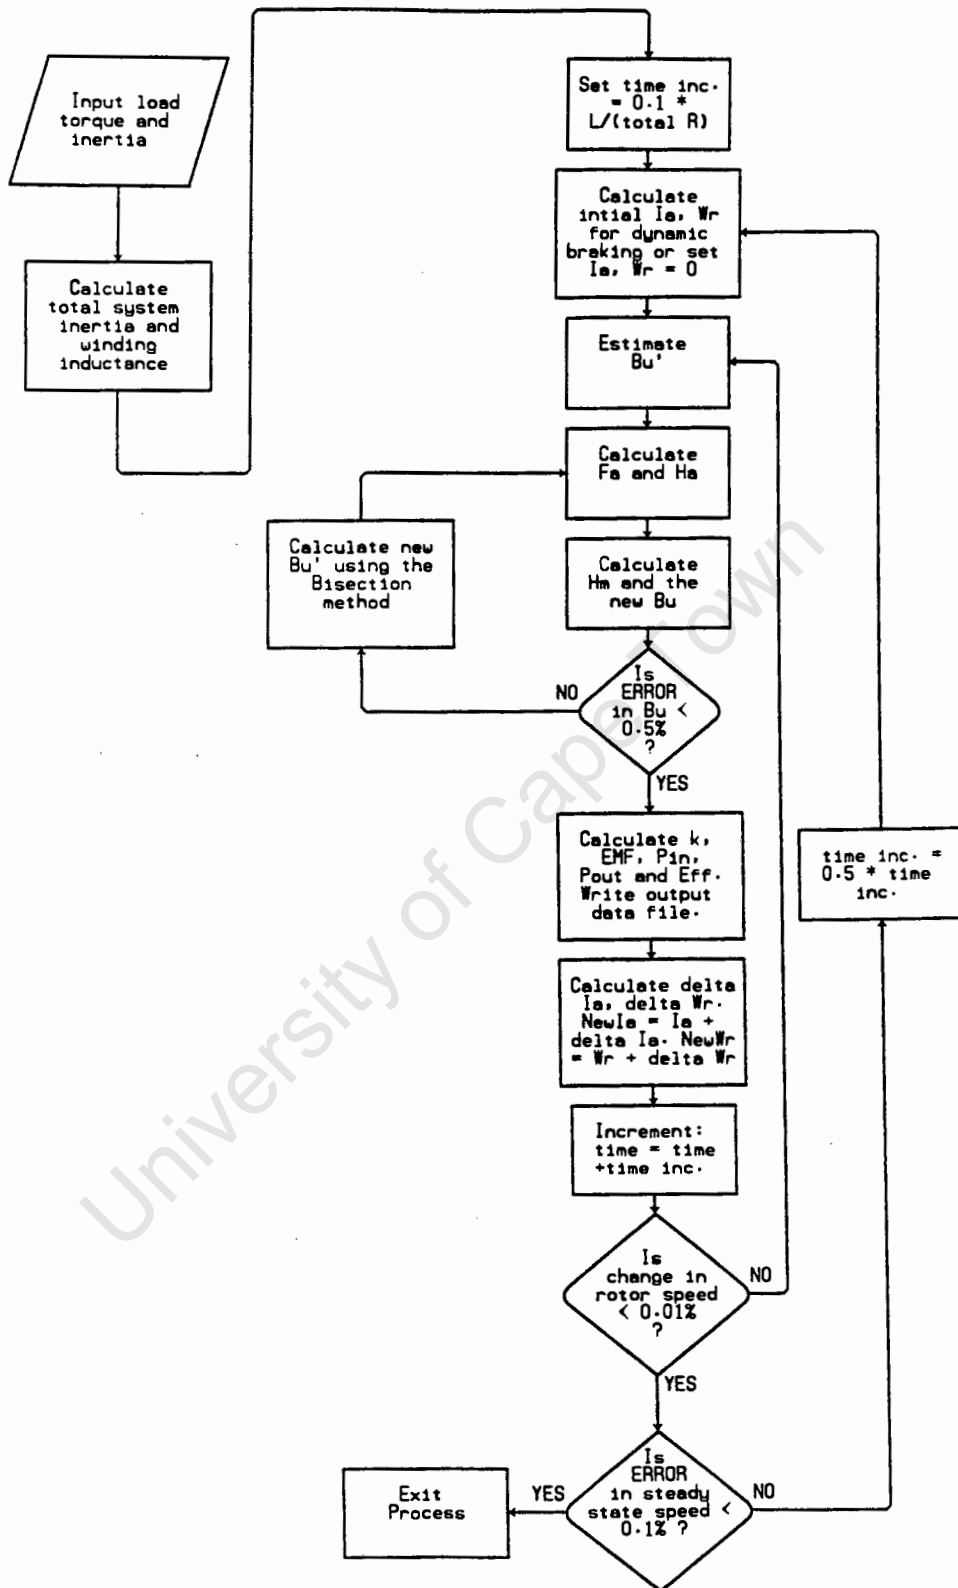 Input load
torque and
inertia
Calculate
total system
inertia and
winding
inductance
Set time inc.
= 0.1 *
L/(total R)
Calculate
intial Ia, Wr
for dynamic
braking or set
Ia, Wr = 0
Estimate
Bu'
Calculate
Fa and Ha
Calculate new
Bu' using the
Bisection
method
Calculate
Hm and the
new Bu
Is
ERROR
in Bu <
0.5%
?
NO
YES
Calculate k,
EMF, Pin,
Pout and Eff.
Write output
data file.
time inc. =
0.5 * time
inc.
Calculate delta
Ia, delta Wr.
NewIa = Ia +
delta Ia. NewWr
= Wr + delta Wr
Increment:
time = time
+time inc.
Is
change in
rotor speed
< 0.01%
?
NO
YES
Is
ERROR
in steady
state speed <
0.1% ?
NO
YES
Exit
Process
University of Cape Town